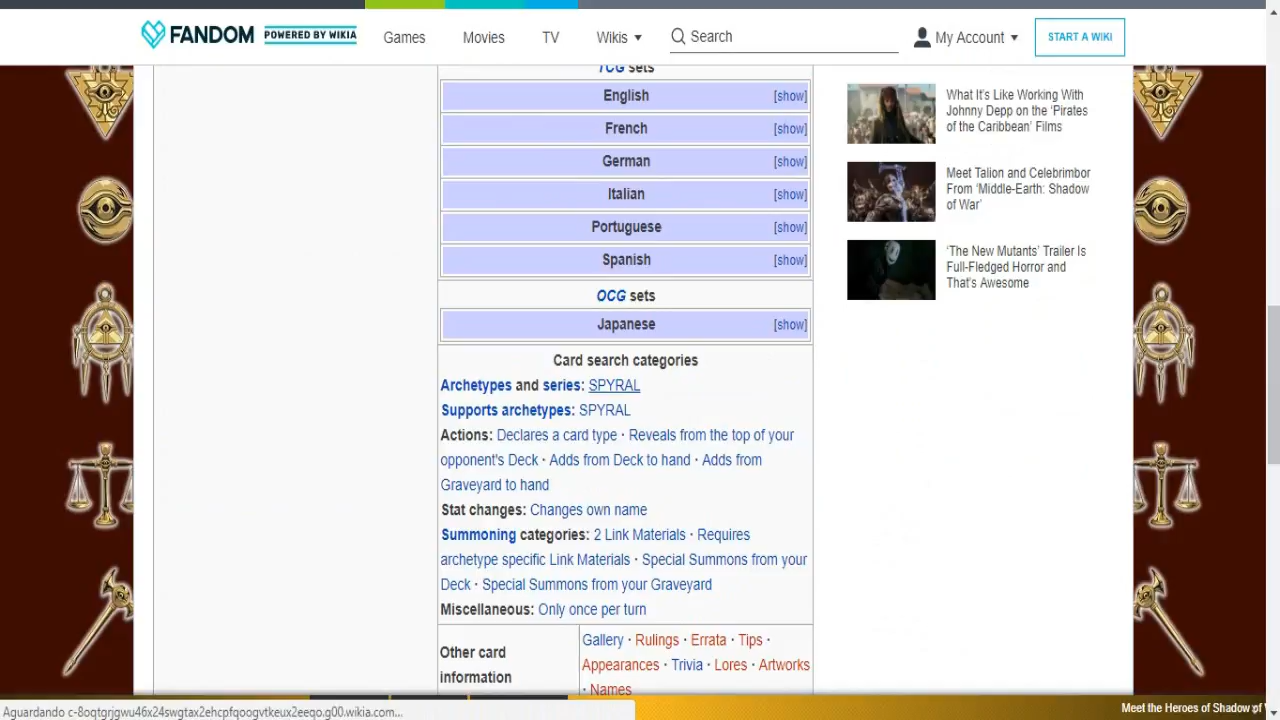 FANDOM POWERED BY WIKIA Games Movies TV Wikis Search My Account START A WIKI
TCG sets
English [show]
French [show]
German [show]
Italian [show]
Portuguese [show]
Spanish [show]
OCG sets
Japanese [show]
Card search categories
Archetypes and series: SPYRAL
Supports archetypes: SPYRAL
Actions: Declares a card type · Reveals from the top of your
opponent's Deck · Adds from Deck to hand · Adds from
Graveyard to hand
Stat changes: Changes own name
Summoning categories: 2 Link Materials · Requires
archetype specific Link Materials · Special Summons from your
Deck · Special Summons from your Graveyard
Miscellaneous: Only once per turn
Other card
information
Gallery · Rulings · Errata · Tips ·
Appearances · Trivia · Lores · Artworks
· Names
What It's Like Working With
Johnny Depp on the 'Pirates
of the Caribbean' Films
Meet Talion and Celebrimbor
From 'Middle-Earth: Shadow
of War'
'The New Mutants' Trailer Is
Full-Fledged Horror and
That's Awesome
Aguardando c-8oqtgrjgwu46x24swgtax2ehcpfqoogvtkeux2eeqo.g00.wikia.com...
Meet the Heroes of Shadow of